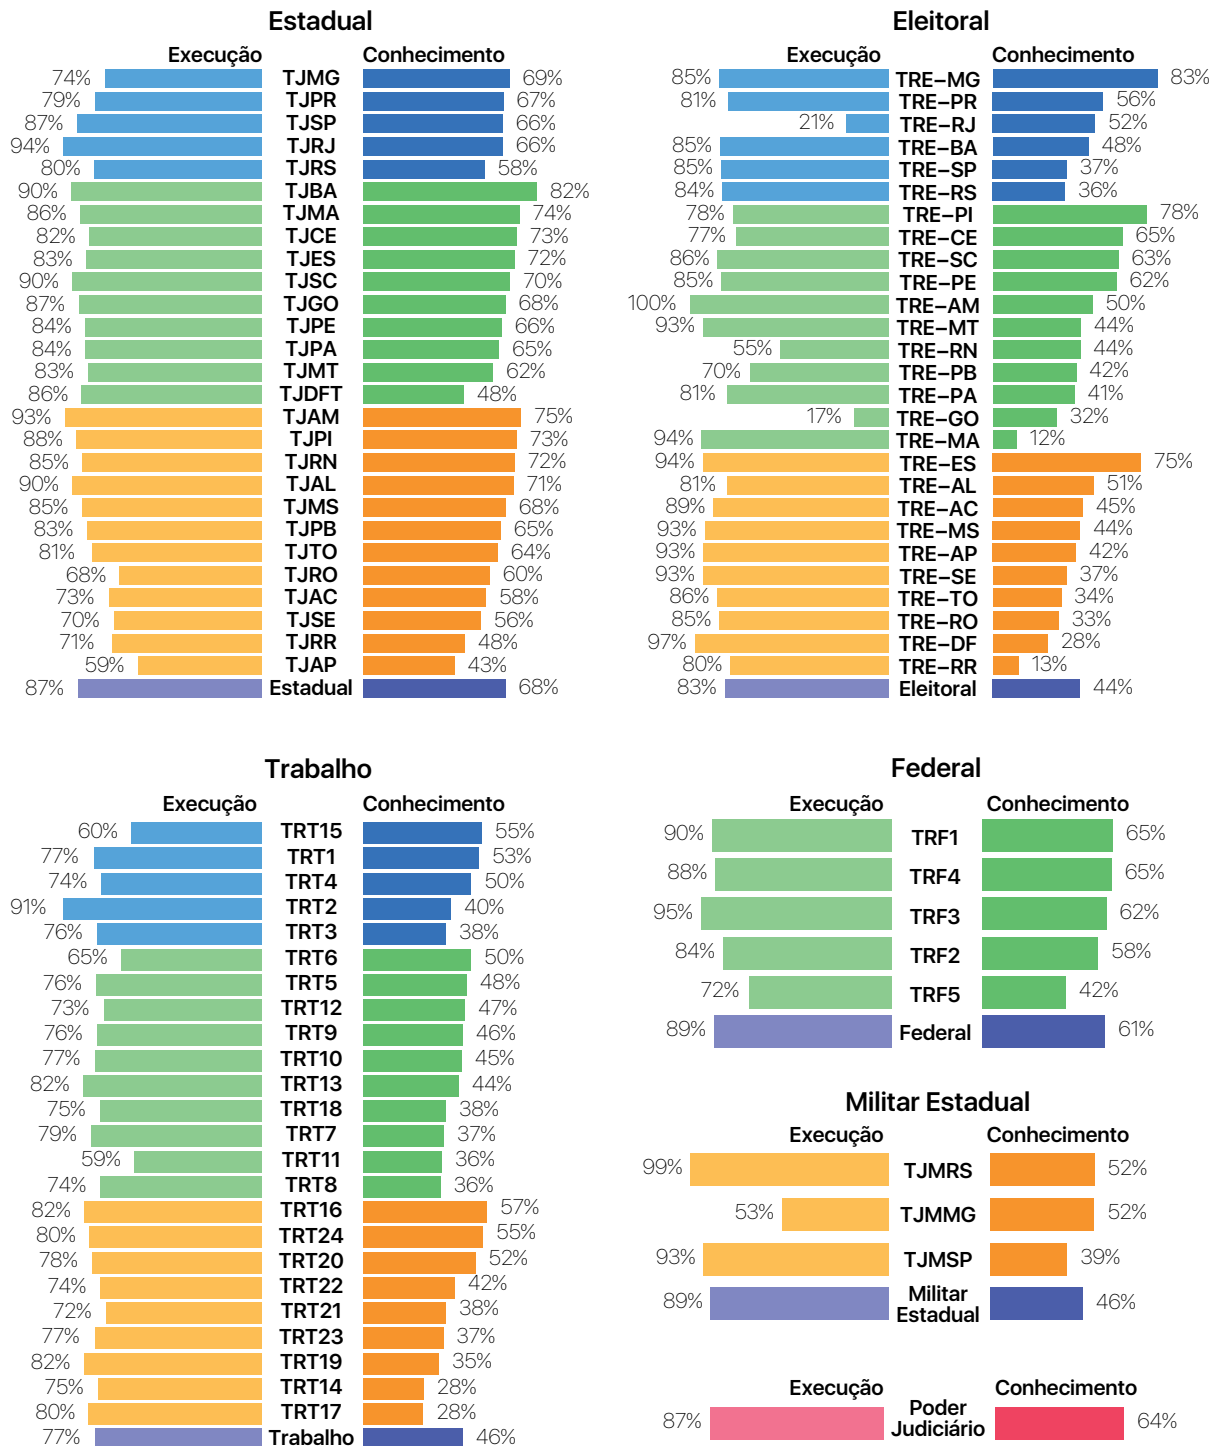 Estadual
Execução Conhecimento
74% TJMG 69%
79% TJPR 67%
87% TJSP 66%
94% TJRJ 66%
80% TJRS 58%
90% TJBA 82%
86% TJMA 74%
82% TJCE 73%
83% TJES 72%
90% TJSC 70%
87% TJGO 68%
84% TJPE 66%
84% TJPA 65%
83% TJMT 62%
86% TJDFT 48%
93% TJAM 75%
88% TJPI 73%
85% TJRN 72%
90% TJAL 71%
85% TJMS 68%
83% TJPB 65%
81% TJTO 64%
68% TJRO 60%
73% TJAC 58%
70% TJSE 56%
71% TJRR 48%
59% TJAP 43%
87% Estadual 68%
Eleitoral
Execução Conhecimento
85% TRE–MG 83%
81% TRE–PR 56%
21% TRE–RJ 52%
85% TRE–BA 48%
85% TRE–SP 37%
84% TRE–RS 36%
78% TRE–PI 78%
77% TRE–CE 65%
86% TRE–SC 63%
85% TRE–PE 62%
100% TRE–AM 50%
93% TRE–MT 44%
55% TRE–RN 44%
70% TRE–PB 42%
81% TRE–PA 41%
17% TRE–GO 32%
94% TRE–MA 12%
94% TRE–ES 75%
81% TRE–AL 51%
89% TRE–AC 45%
93% TRE–MS 44%
93% TRE–AP 42%
93% TRE–SE 37%
86% TRE–TO 34%
85% TRE–RO 33%
97% TRE–DF 28%
80% TRE–RR 13%
83% Eleitoral 44%
Trabalho
Execução Conhecimento
60% TRT15 55%
77% TRT1 53%
74% TRT4 50%
91% TRT2 40%
76% TRT3 38%
65% TRT6 50%
76% TRT5 48%
73% TRT12 47%
76% TRT9 46%
77% TRT10 45%
82% TRT13 44%
75% TRT18 38%
79% TRT7 37%
59% TRT11 36%
74% TRT8 36%
82% TRT16 57%
80% TRT24 55%
78% TRT20 52%
74% TRT22 42%
72% TRT21 38%
77% TRT23 37%
82% TRT19 35%
75% TRT14 28%
80% TRT17 28%
77% Trabalho 46%
Federal
Execução Conhecimento
90% TRF1 65%
88% TRF4 65%
95% TRF3 62%
84% TRF2 58%
72% TRF5 42%
89% Federal 61%
Militar Estadual
Execução Conhecimento
99% TJMRS 52%
53% TJMMG 52%
93% TJMSP 39%
89% Militar 46%
Estadual
Execução Conhecimento
87% Poder 64%
Judiciário